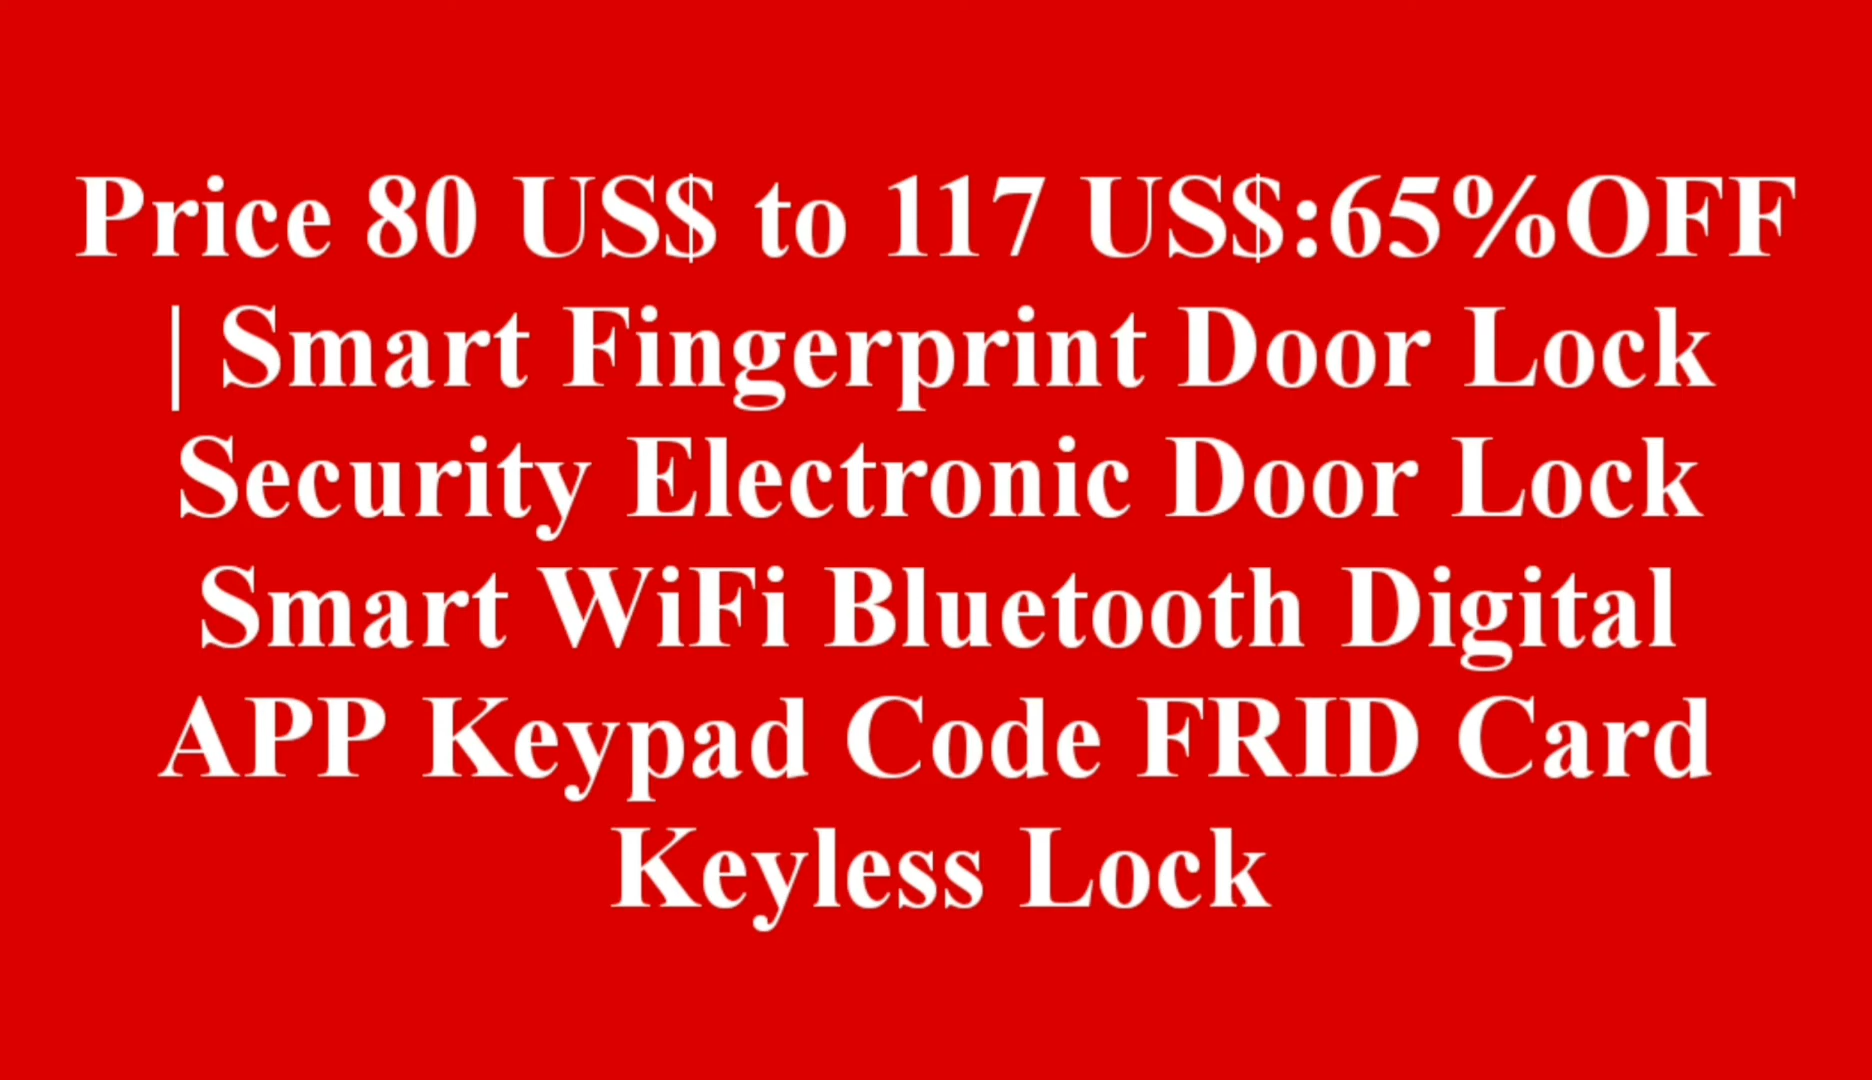 Price 80 US$ to 117 US$:65%OFF
| Smart Fingerprint Door Lock
Security Electronic Door Lock
Smart WiFi Bluetooth Digital
APP Keypad Code FRID Card
Keyless Lock